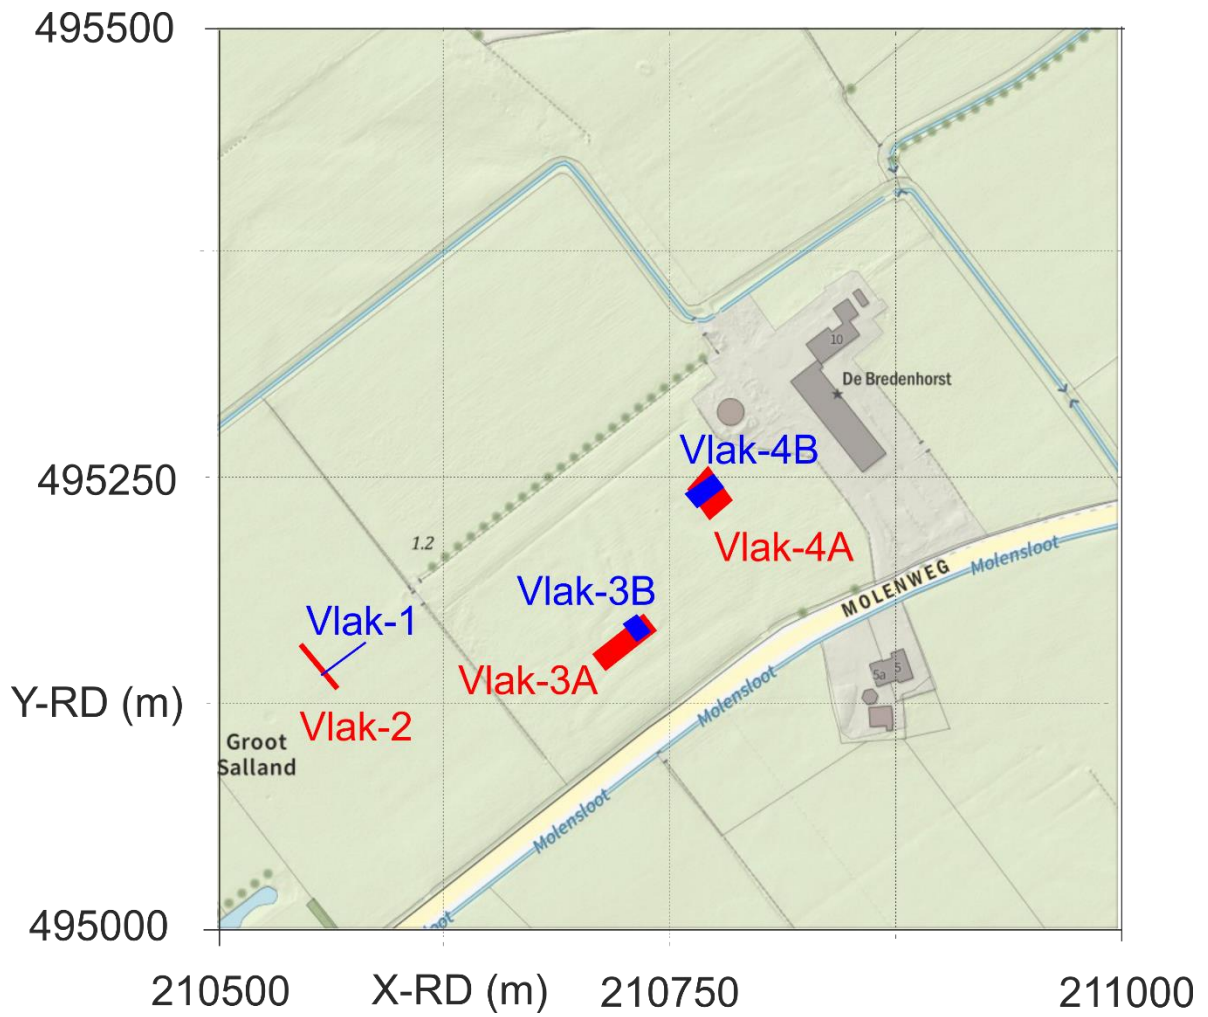 495500
10
De Bredenhorst
Vlak-4B
495250
Vlak-4A
1.2
MOLENWEG
Molensloot
Vlak-3B
Vlak-1
Vlak-3A
5a
5
Y-RD (m)
Molensloot
Vlak-2
Groot
Salland
Molensloot
loot
495000
210500
X-RD (m)
210750
211000